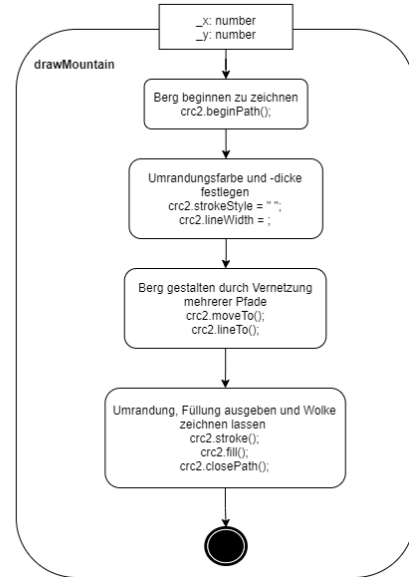 _x: number
_y: number
drawMountain
Berg beginnen zu zeichnen
crc2.beginPath();
Umrandungsfarbe und -dicke
festlegen
crc2.strokeStyle = " ";
crc2.lineWidth = ;
Berg gestalten durch Vernetzung
mehrerer Pfade
crc2.moveTo();
crc2.lineTo();
Umrandung, Füllung ausgeben und Wolke
zeichnen lassen
crc2.stroke();
crc2.fill();
crc2.closePath();